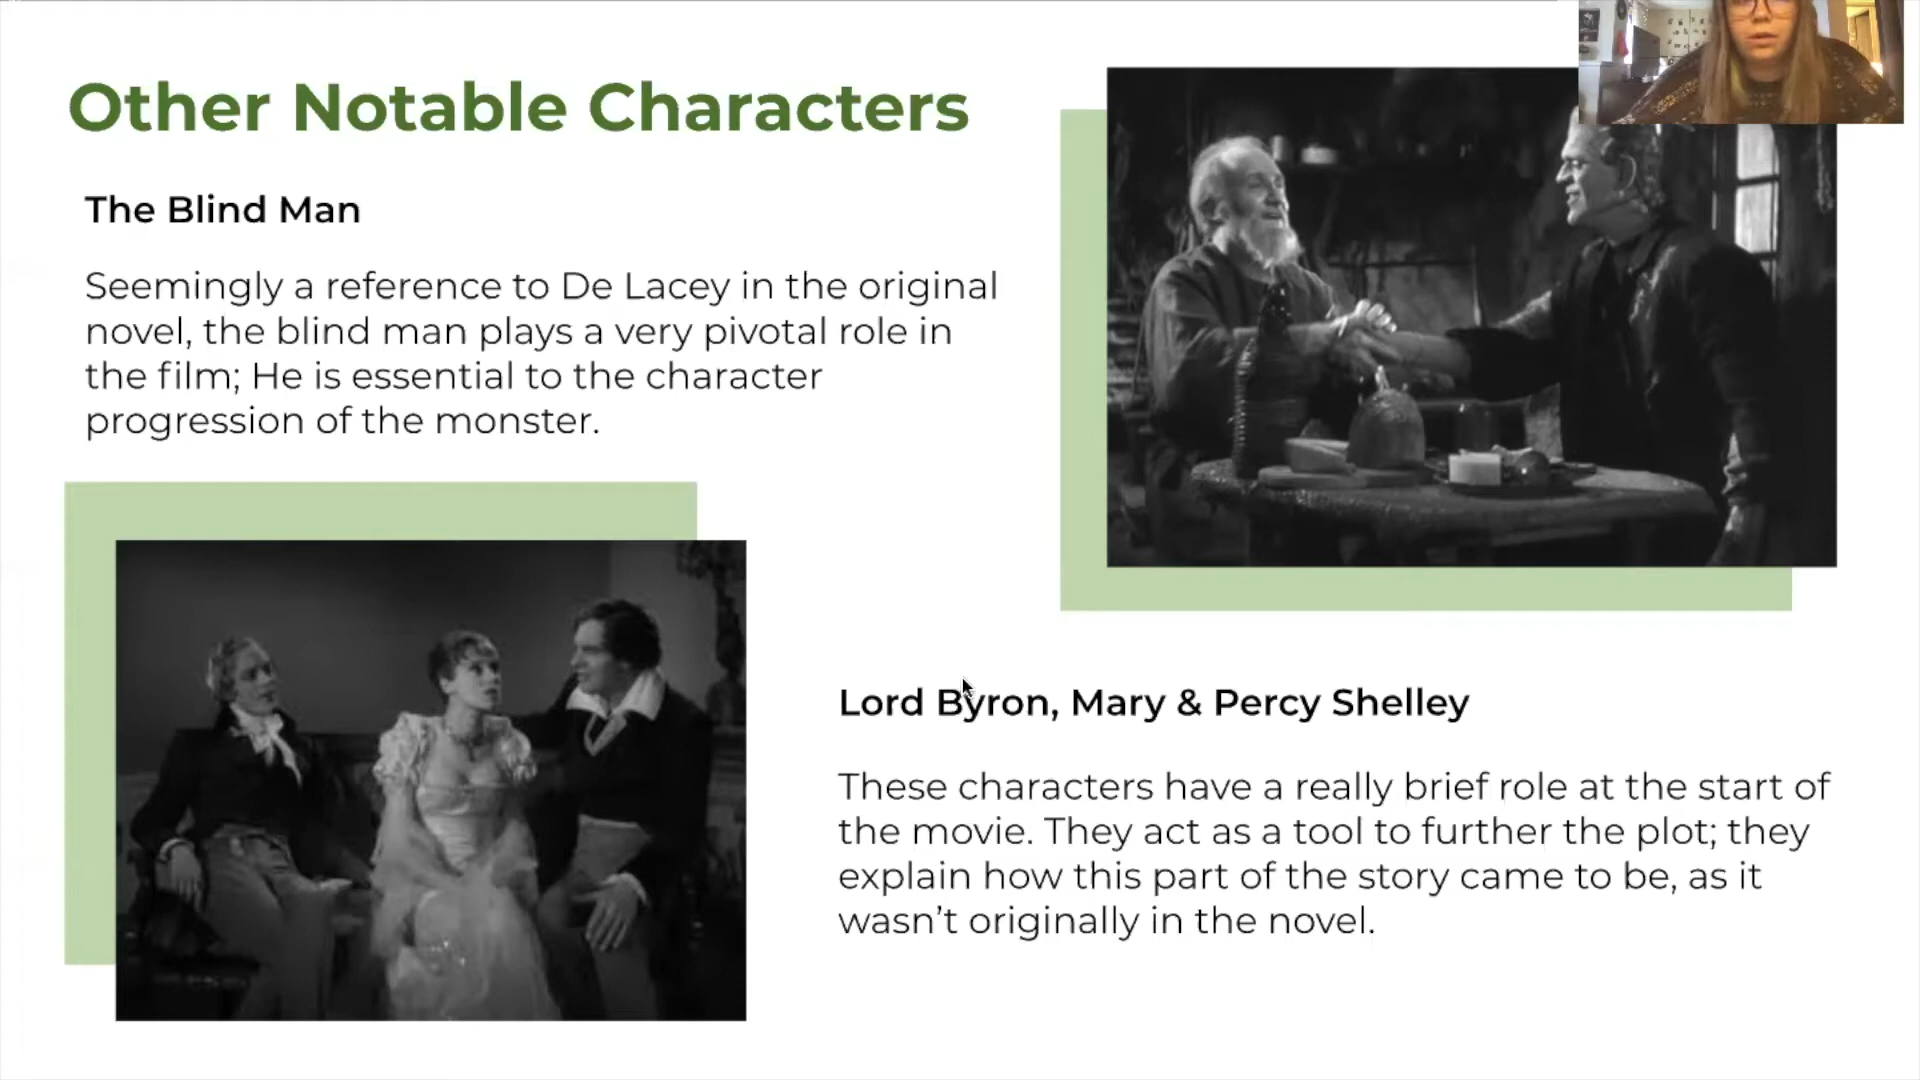 Other Notable Characters
The Blind Man
Seemingly a reference to De Lacey in the original
novel, the blind man plays a very pivotal role in
the film; He is essential to the character
progression of the monster.
Lord Byron, Mary & Percy Shelley
These characters have a really brief role at the start of
the movie. They act as a tool to further the plot; they
explain how this part of the story came to be, as it
wasn’t originally in the novel.